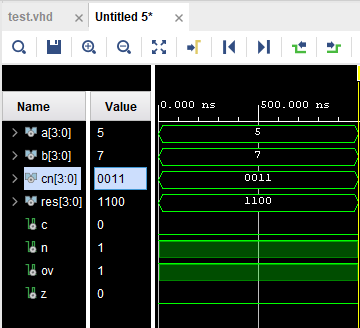 test.vhd Untitled 5*
Name Value 0.000 ns 500.000 ns
a[3:0] 5 5
b[3:0] 7 7
cn[3:0] 0011 0011
res[3:0] 1100 1100
c 0
n 1
ov 1
z 0